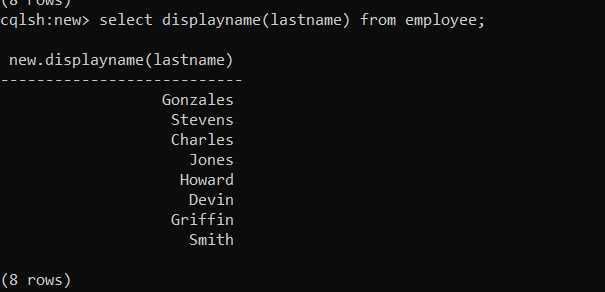 (8 rows)
cqlsh:new> select displayname(lastname) from employee;
new.displayname(lastname)
---------------------------
Gonzales
Stevens
Charles
Jones
Howard
Devin
Griffin
Smith
(8 rows)